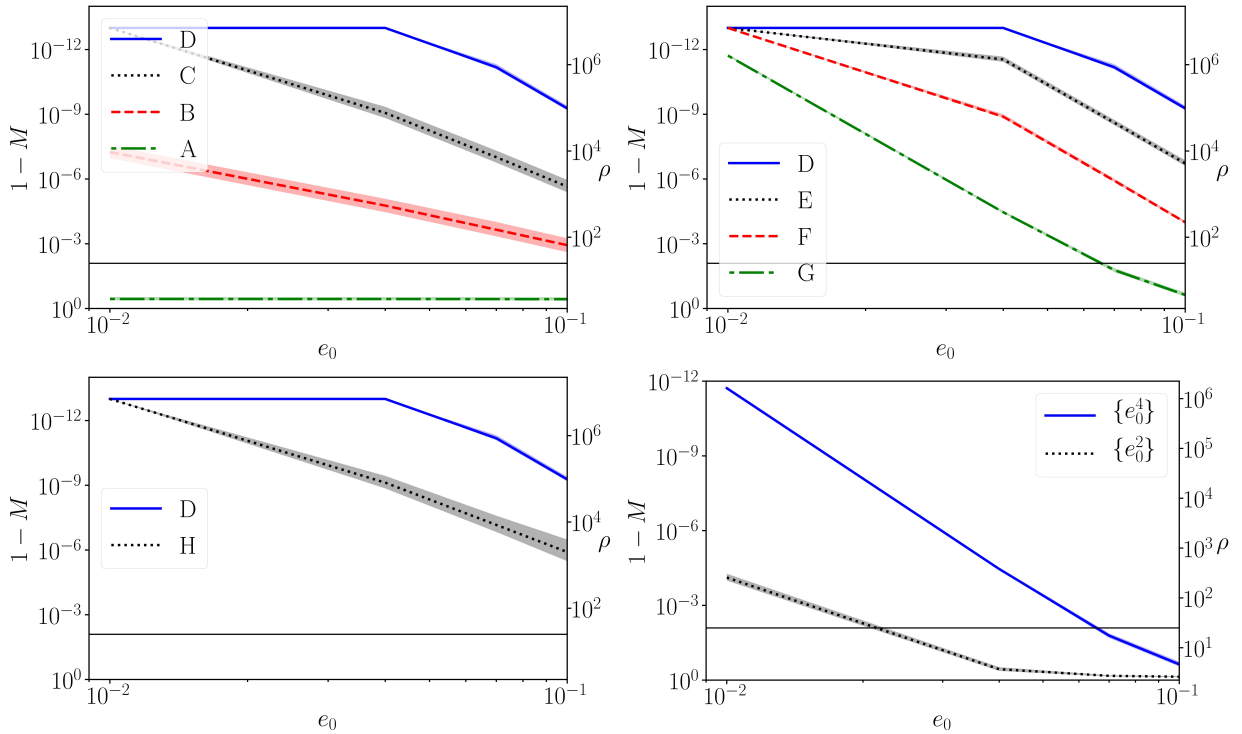 D
C
B
A
$10^{-12}$
$10^{-9}$
$10^{-6}$
$10^{-3}$
$10^{0}$
$1 - M$
$10^{6}$
$10^{4}$
$10^{2}$
$\rho$
$10^{-2}$
$10^{-1}$
$e_0$
D
E
F
G
$10^{-12}$
$10^{-9}$
$10^{-6}$
$10^{-3}$
$10^{0}$
$1 - M$
$10^{6}$
$10^{4}$
$10^{2}$
$\rho$
$10^{-2}$
$10^{-1}$
$e_0$
D
H
$10^{-12}$
$10^{-9}$
$10^{-6}$
$10^{-3}$
$10^{0}$
$1 - M$
$10^{6}$
$10^{4}$
$10^{2}$
$\rho$
$10^{-2}$
$10^{-1}$
$e_0$
$\{e_0^4\}$
$\{e_0^2\}$
$10^{-12}$
$10^{-9}$
$10^{-6}$
$10^{-3}$
$10^{0}$
$1 - M$
$10^{6}$
$10^{5}$
$10^{4}$
$10^{3}$
$10^{2}$
$10^{1}$
$\rho$
$10^{-2}$
$10^{-1}$
$e_0$